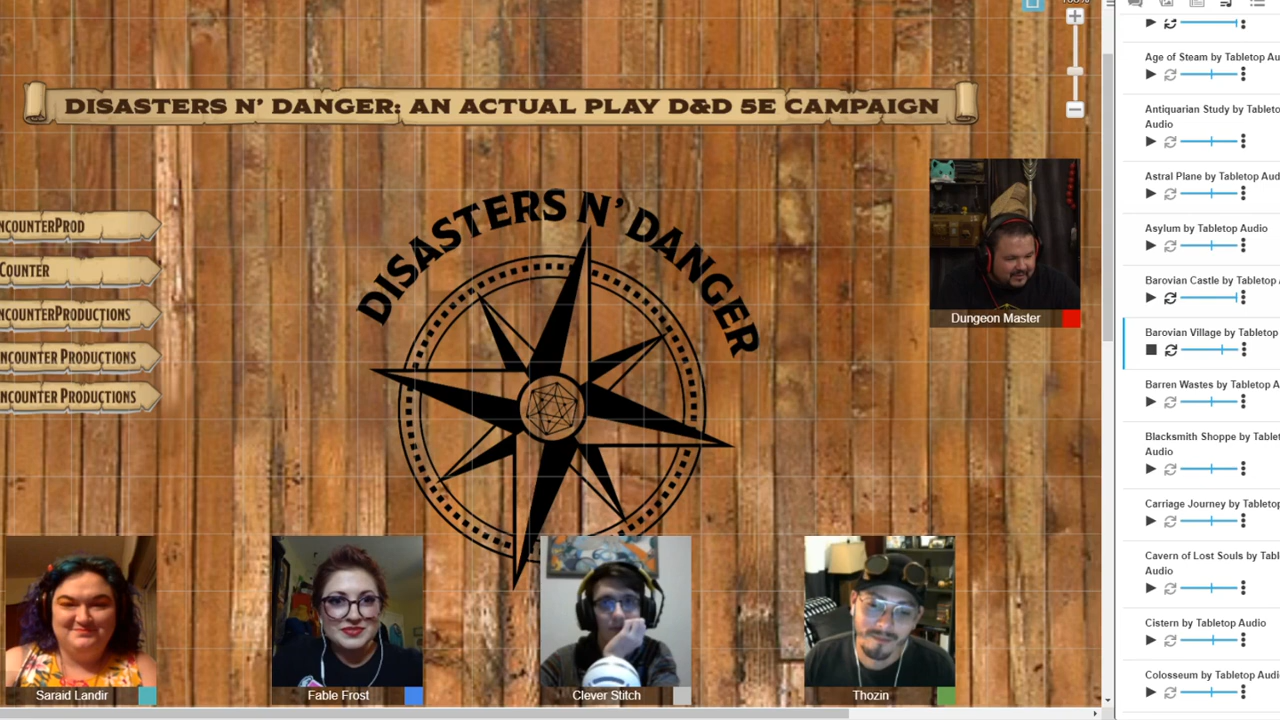 DISASTERS N' DANGER: AN ACTUAL PLAY D&D 5E CAMPAIGN
DISASTERS N' DANGER
NCOUNTERPROD
COUNTER
NCOUNTERPRODUCTIONS
NCOUNTER PRODUCTIONS
NCOUNTER PRODUCTIONS
Dungeon Master
Saraid Landir
Fable Frost
Clever Stitch
Thozin
Age of Steam by Tabletop Au
Antiquarian Study by Tabletop
Audio
Astral Plane by Tabletop Aud
Asylum by Tabletop Audio
Barovian Castle by Tabletop A
Barovian Village by Tabletop
Barren Wastes by Tabletop A
Blacksmith Shoppe by Tablet
Audio
Carriage Journey by Tabletop
Cavern of Lost Souls by Tabl
Audio
Cistern by Tabletop Audio
Colosseum by Tabletop Audi